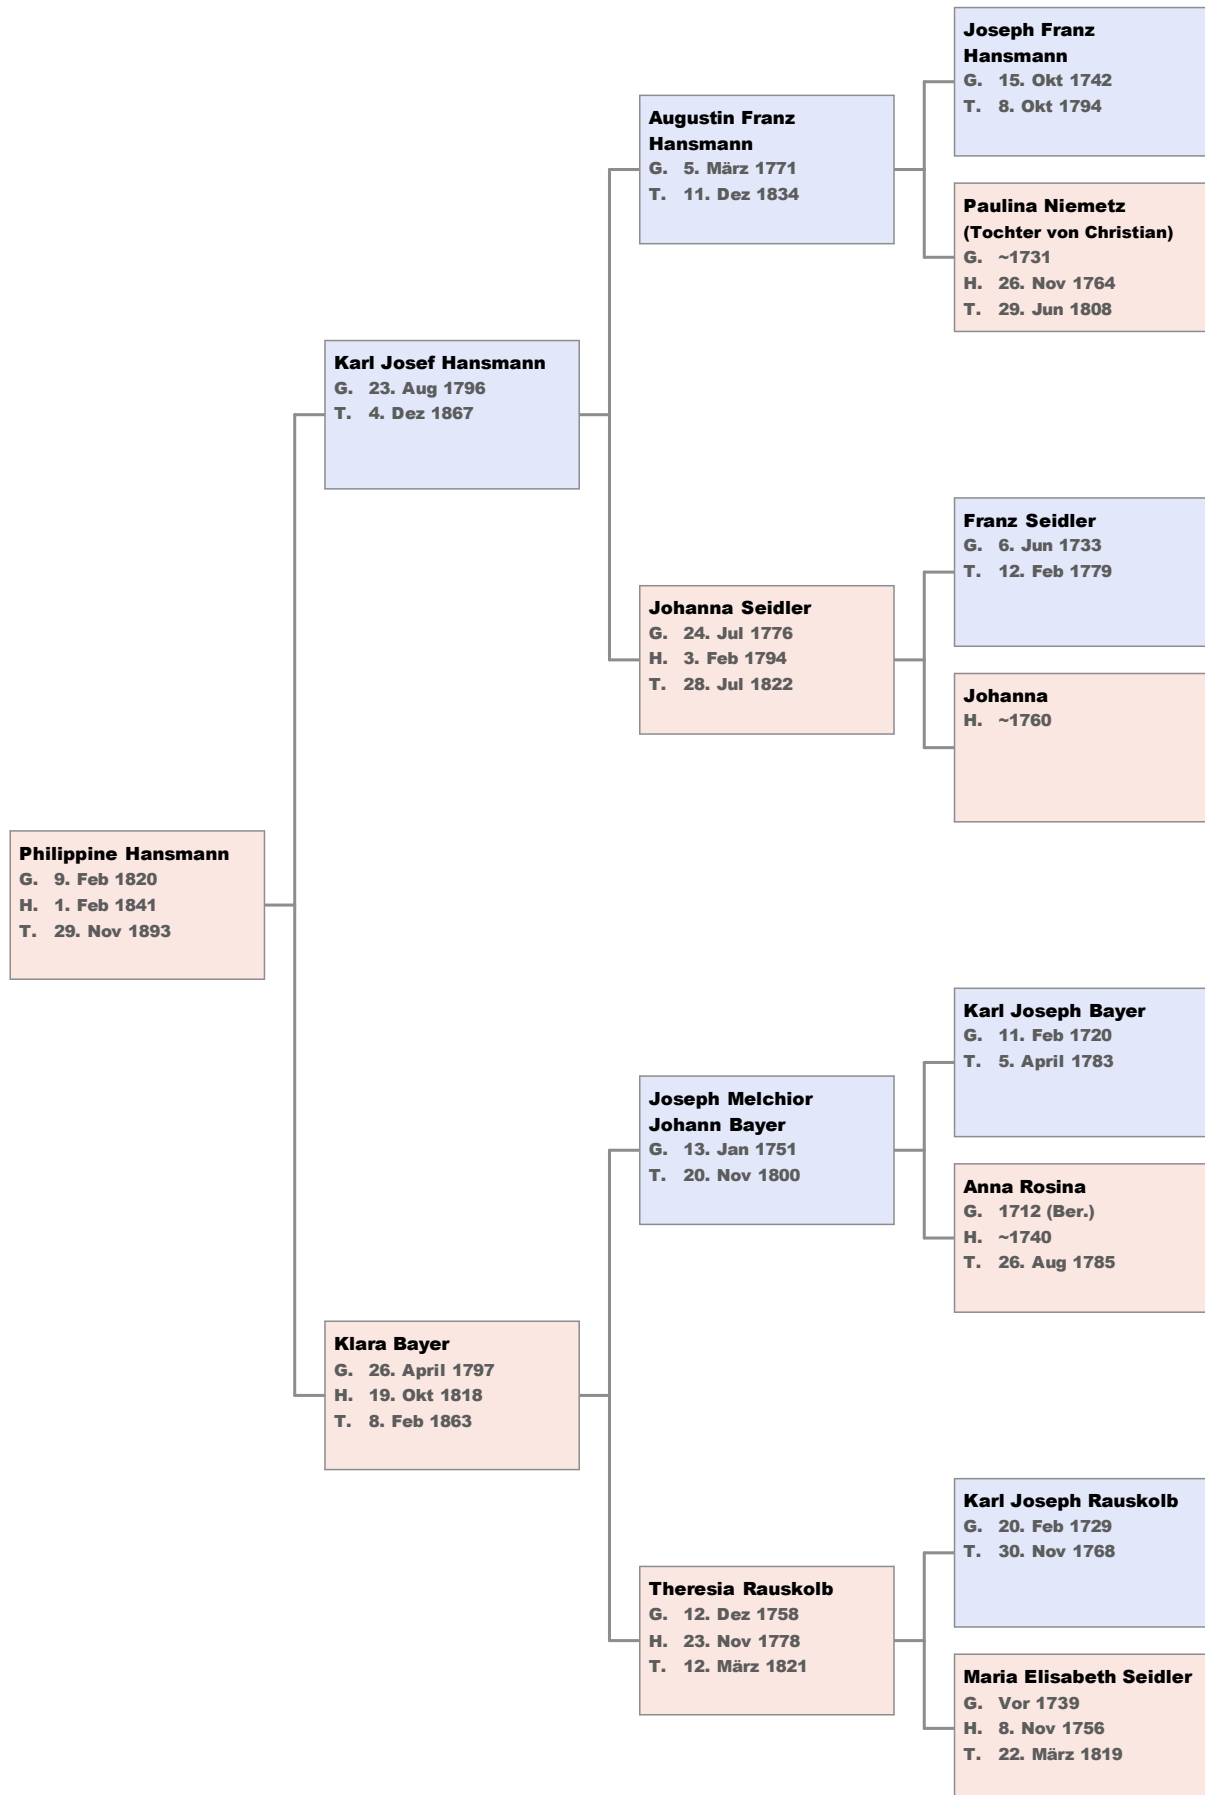 Joseph Franz
Hansmann
G. 15. Okt 1742
T. 8. Okt 1794
Augustin Franz
Hansmann
G. 5. März 1771
T. 11. Dez 1834
Paulina Niemetz
(Tochter von Christian)
G. ~1731
H. 26. Nov 1764
T. 29. Jun 1808
Karl Josef Hansmann
G. 23. Aug 1796
T. 4. Dez 1867
Franz Seidler
G. 6. Jun 1733
T. 12. Feb 1779
Johanna Seidler
G. 24. Jul 1776
H. 3. Feb 1794
T. 28. Jul 1822
Johanna
H. ~1760
Philippine Hansmann
G. 9. Feb 1820
H. 1. Feb 1841
T. 29. Nov 1893
Karl Joseph Bayer
G. 11. Feb 1720
T. 5. April 1783
Joseph Melchior
Johann Bayer
G. 13. Jan 1751
T. 20. Nov 1800
Anna Rosina
G. 1712 (Ber.)
H. ~1740
T. 26. Aug 1785
Klara Bayer
G. 26. April 1797
H. 19. Okt 1818
T. 8. Feb 1863
Karl Joseph Rauskolb
G. 20. Feb 1729
T. 30. Nov 1768
Theresia Rauskolb
G. 12. Dez 1758
H. 23. Nov 1778
T. 12. März 1821
Maria Elisabeth Seidler
G. Vor 1739
H. 8. Nov 1756
T. 22. März 1819